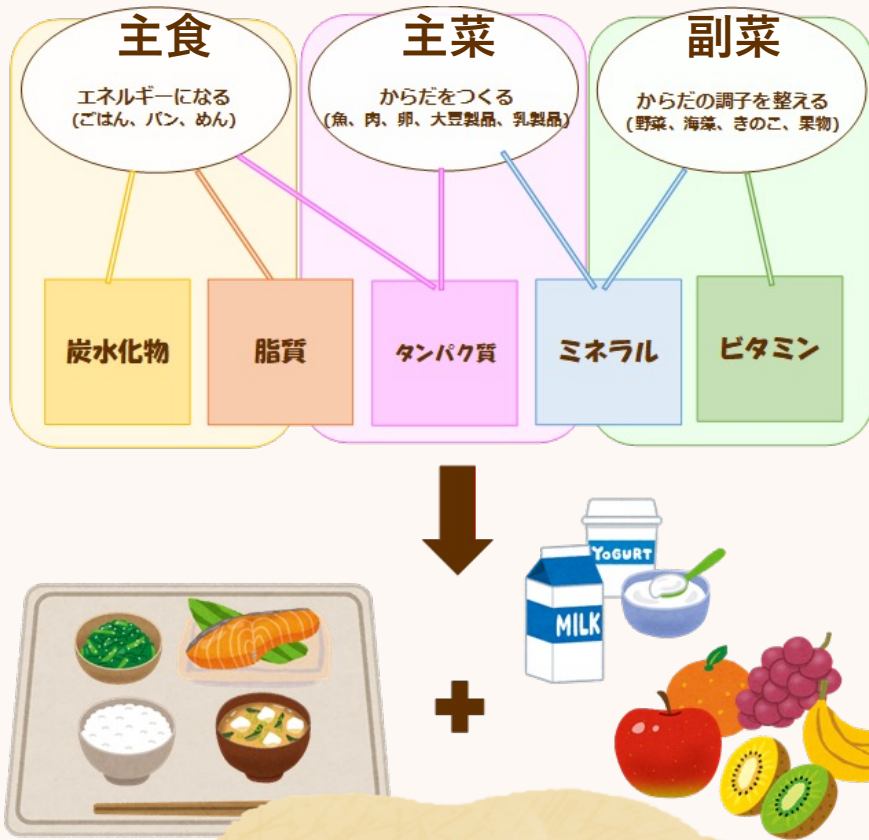 主食
エネルギーになる
(ごはん、パン、めん)
主菜
からだをつくる
(魚、肉、卵、大豆製品、乳製品)
副菜
からだの調子を整える
(野菜、海藻、きのこ、果物)
炭水化物
脂質
タンパク質
ミネラル
ビタミン
YOGURT
MILK